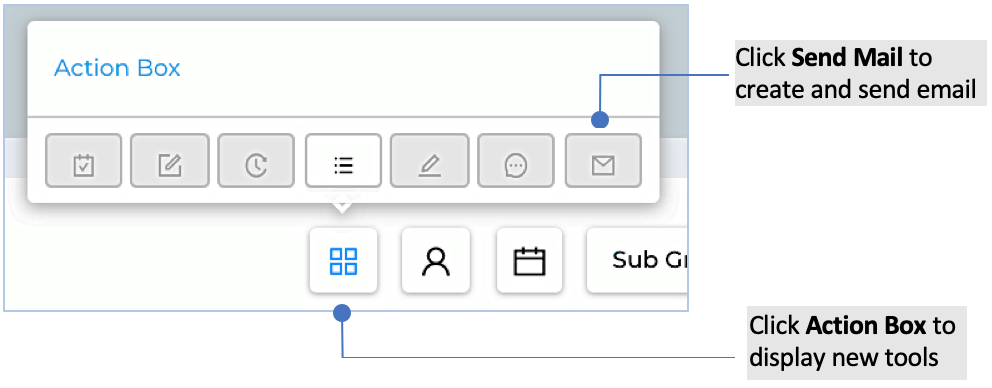 Action Box
Click Send Mail to
create and send email
Sub Gr
Click Action Box to
display new tools